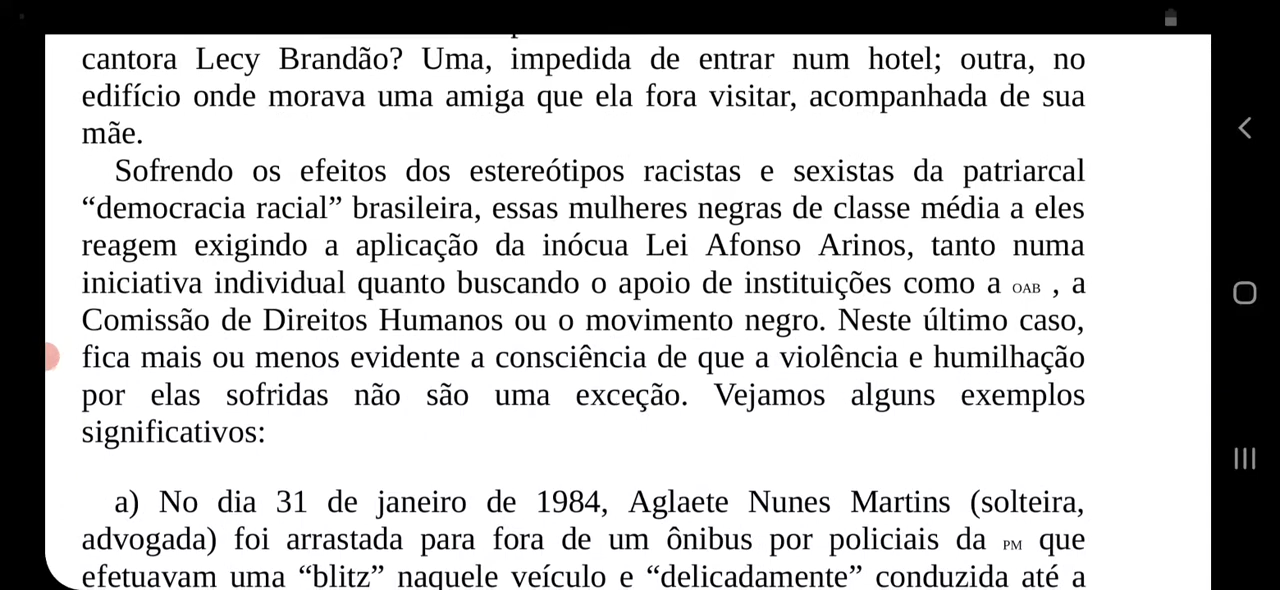 cantora Lecy Brandão? Uma, impedida de entrar num hotel; outra, no
edifício onde morava uma amiga que ela fora visitar, acompanhada de sua
mãe.
Sofrendo os efeitos dos estereótipos racistas e sexistas da patriarcal
“democracia racial” brasileira, essas mulheres negras de classe média a eles
reagem exigindo a aplicação da inócua Lei Afonso Arinos, tanto numa
iniciativa individual quanto buscando o apoio de instituições como a OAB , a
Comissão de Direitos Humanos ou o movimento negro. Neste último caso,
fica mais ou menos evidente a consciência de que a violência e humilhação
por elas sofridas não são uma exceção. Vejamos alguns exemplos
significativos:
a) No dia 31 de janeiro de 1984, Aglaete Nunes Martins (solteira,
advogada) foi arrastada para fora de um ônibus por policiais da PM que
efetuavam uma “blitz” naquele veículo e “delicadamente” conduzida até a